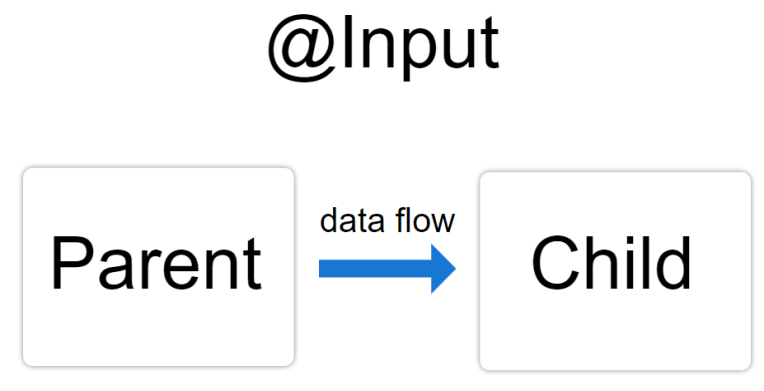 @Input
data flow
Parent
Child